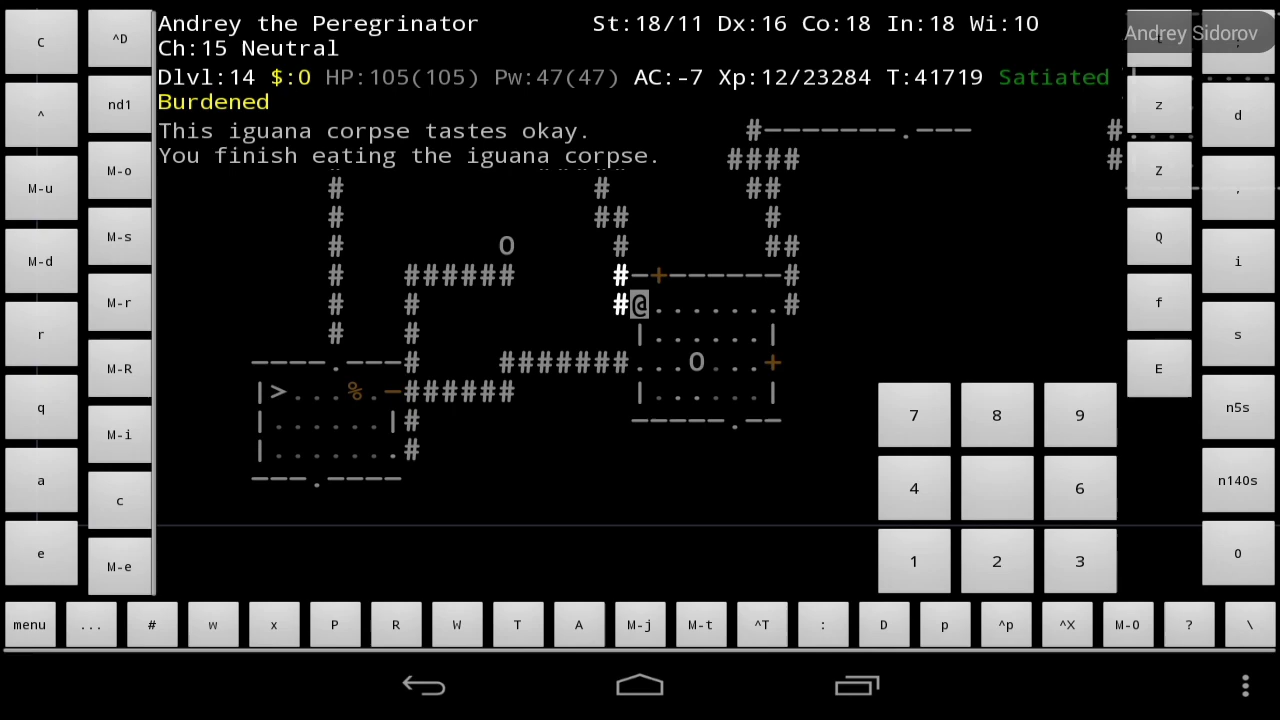 Andrey the Peregrinator St:18/11 Dx:16 Co:18 In:18 Wi:10
Ch:15 Neutral
Andrey Sidorov
Dlvl:14 $:0 HP:105(105) Pw:47(47) AC:-7 Xp:12/23284 T:41719 Satiated
Burdened
This iguana corpse tastes okay.
You finish eating the iguana corpse.
#-------.---
####
##
#
##
#
##
#
#
#
#
#
#
#
#
#
##
#
#
O
######
#
#
#
#-+-------#
#@.......#
|......|
#######...O...+
|......|
-----.--
----.---#
|>...%.-######
|......|#
|.......#
---.----
C
^
M-u
M-d
r
q
a
e
^D
nd1
M-o
M-s
M-r
M-R
M-i
c
M-e
z
Z
Q
f
E
d
,
i
s
n5s
n140s
0
7 8 9
4 6
1 2 3
menu ... # w x P R W T A M-j M-t ^T : D p ^p ^X M-O ? \